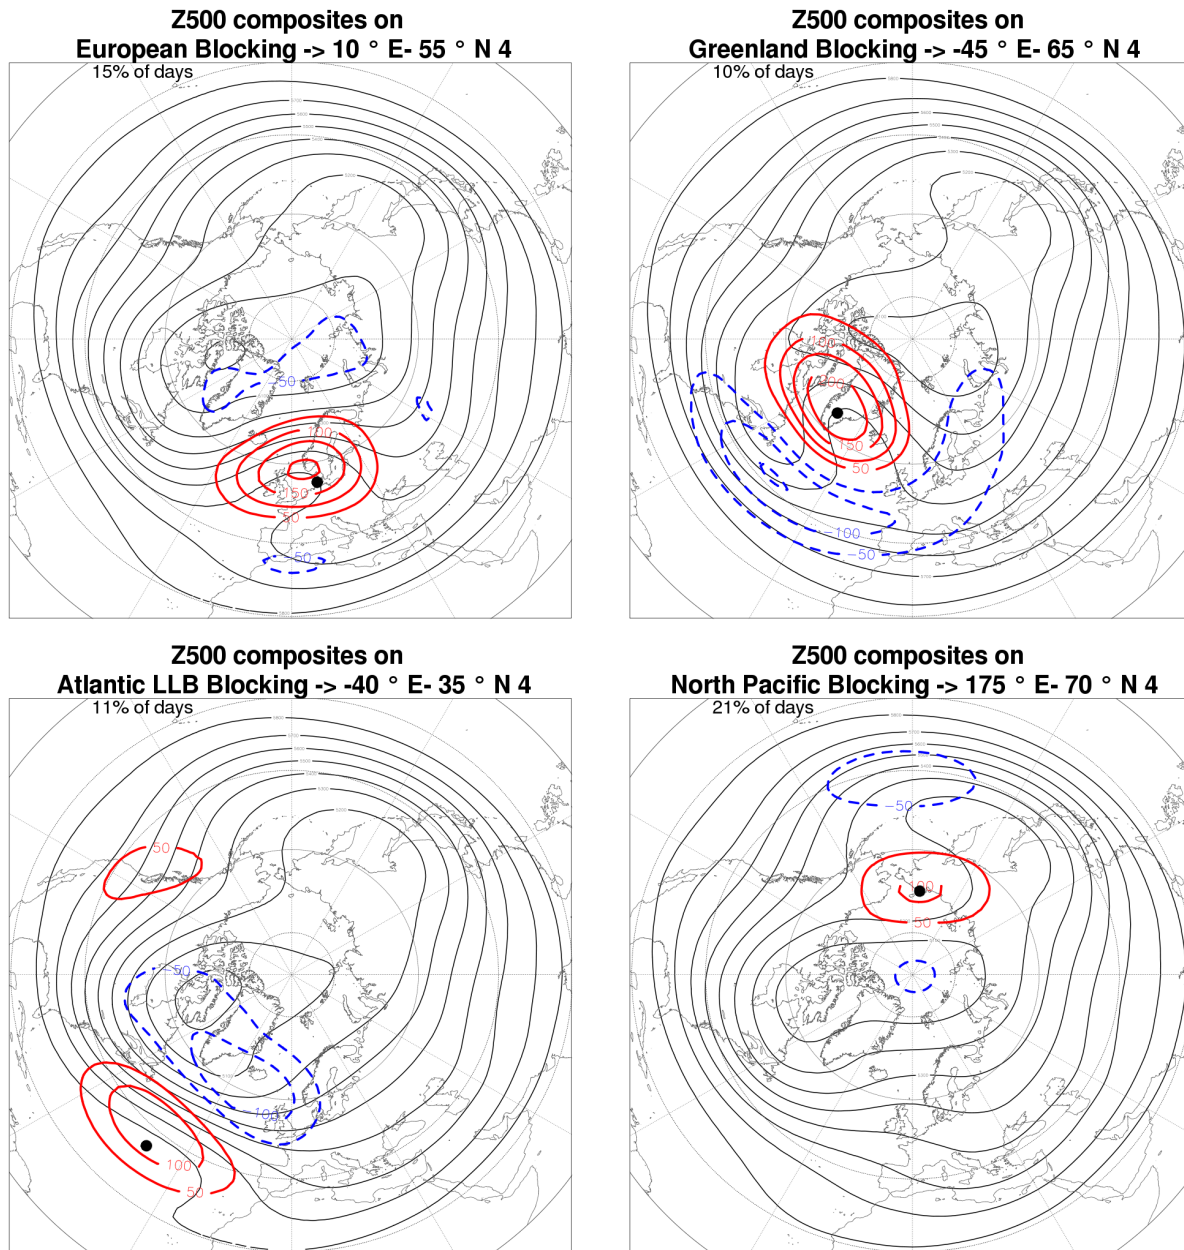 Z500 composites on
European Blocking -> 10 ° E- 55 ° N 4
15% of days
100
-50
150
50
50
Z500 composites on
Greenland Blocking -> -45 ° E- 65 ° N 4
10% of days
150
50
-100
-50
Z500 composites on
Atlantic LLB Blocking -> -40 ° E- 35 ° N 4
11% of days
50
-50
-100
100
50
Z500 composites on
North Pacific Blocking -> 175 ° E- 70 ° N 4
21% of days
-50
100
50